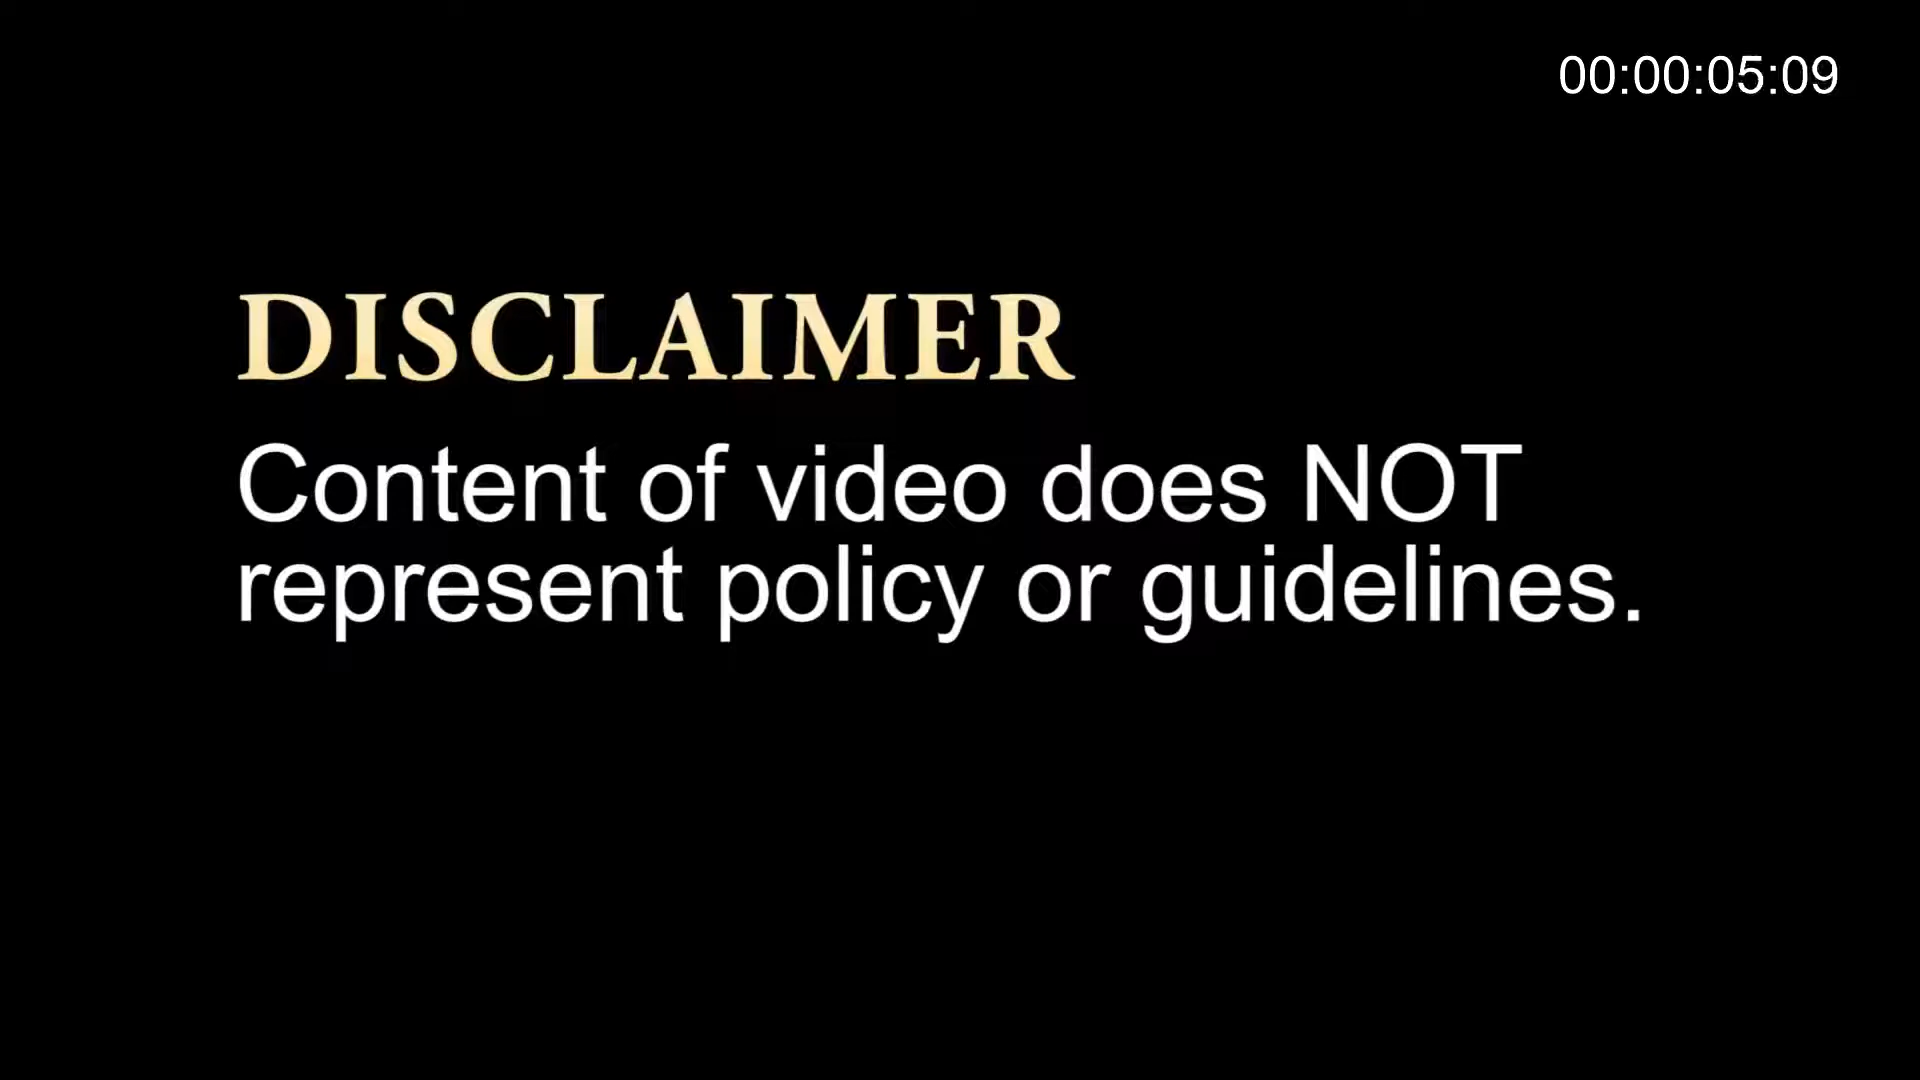 00:00:05:09
DISCLAIMER
Content of video does NOT
represent policy or guidelines.